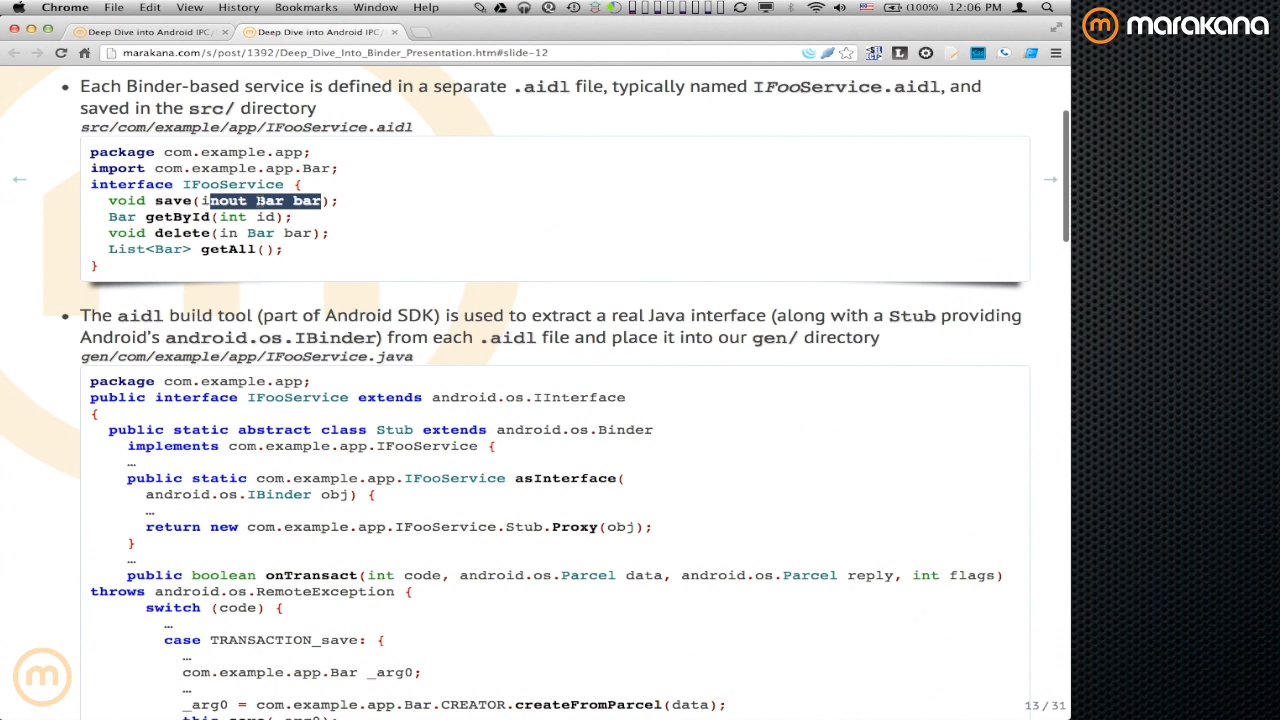 Chrome File Edit View History Bookmarks Window Help (100%) 12:06 PM
Deep Dive into Android IPC/ Deep Dive into Android IPC/
marakana.com/s/post/1392/Deep_Dive_Into_Binder_Presentation.htm#slide-12
marakana
• Each Binder-based service is defined in a separate .aidl file, typically named IFooService.aidl, and
saved in the src/ directory
src/com/example/app/IFooService.aidl
package com.example.app;
import com.example.app.Bar;
interface IFooService {
void save(inout Bar bar);
Bar getById(int id);
void delete(in Bar bar);
List<Bar> getAll();
}
• The aidl build tool (part of Android SDK) is used to extract a real Java interface (along with a Stub providing
Android's android.os.IBinder) from each .aidl file and place it into our gen/ directory
gen/com/example/app/IFooService.java
package com.example.app;
public interface IFooService extends android.os.IInterface
{
public static abstract class Stub extends android.os.Binder
implements com.example.app.IFooService {
…
public static com.example.app.IFooService asInterface(
android.os.IBinder obj) {
…
return new com.example.app.IFooService.Stub.Proxy(obj);
}
…
public boolean onTransact(int code, android.os.Parcel data, android.os.Parcel reply, int flags)
throws android.os.RemoteException {
switch (code) {
…
case TRANSACTION_save: {
…
com.example.app.Bar _arg0;
…
_arg0 = com.example.app.Bar.CREATOR.createFromParcel(data);
this.save(_arg0);
13 / 31